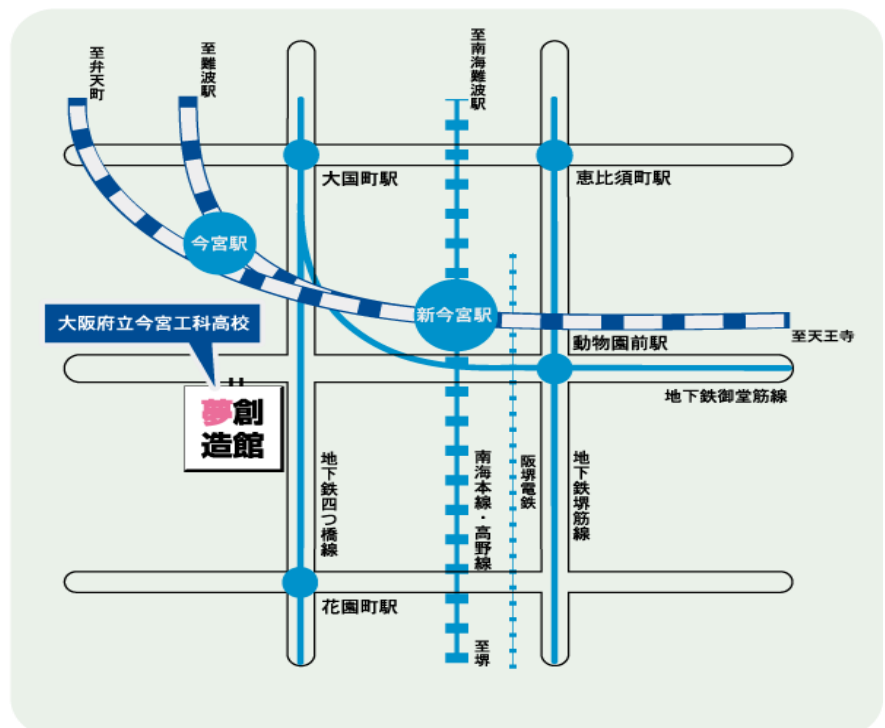 至弁天町
至難波駅
至南海難波駅
大国町駅
恵比須町駅
今宮駅
新今宮駅
大阪府立今宮工科高校
動物園前駅
至天王寺
地下鉄御堂筋線
夢創
造館
地下鉄四つ橋線
南海本線・高野線
阪堺電鉄
地下鉄堺筋線
花園町駅
至堺